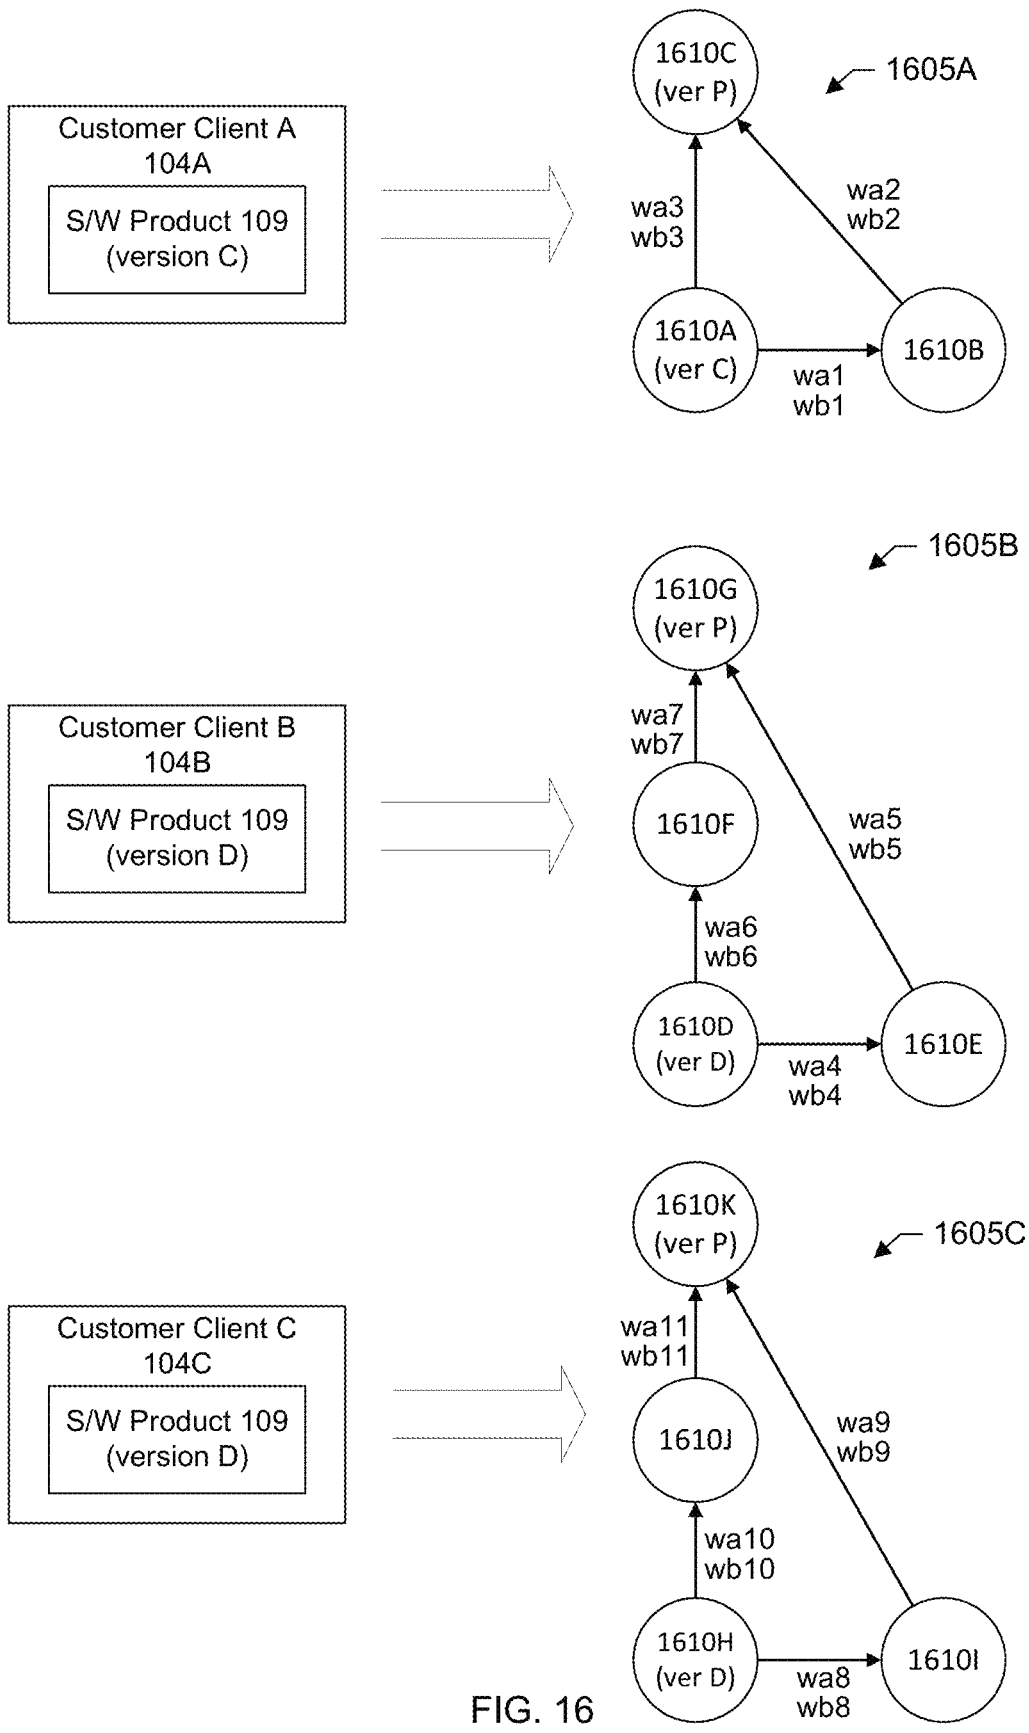 1610C
(ver P)
1605A
Customer Client A
104A
S/W Product 109
(version C)
wa3
wb3
wa2
wb2
1610A
(ver C)
1610B
wa1
wb1
1605B
1610G
(ver P)
Customer Client B
104B
S/W Product 109
(version D)
wa7
wb7
1610F
wa5
wb5
wa6
wb6
1610D
(ver D)
1610E
wa4
wb4
1610K
(ver P)
1605C
Customer Client C
104C
S/W Product 109
(version D)
wa11
wb11
1610J
wa9
wb9
wa10
wb10
1610H
(ver D)
1610I
wa8
wb8
FIG. 16